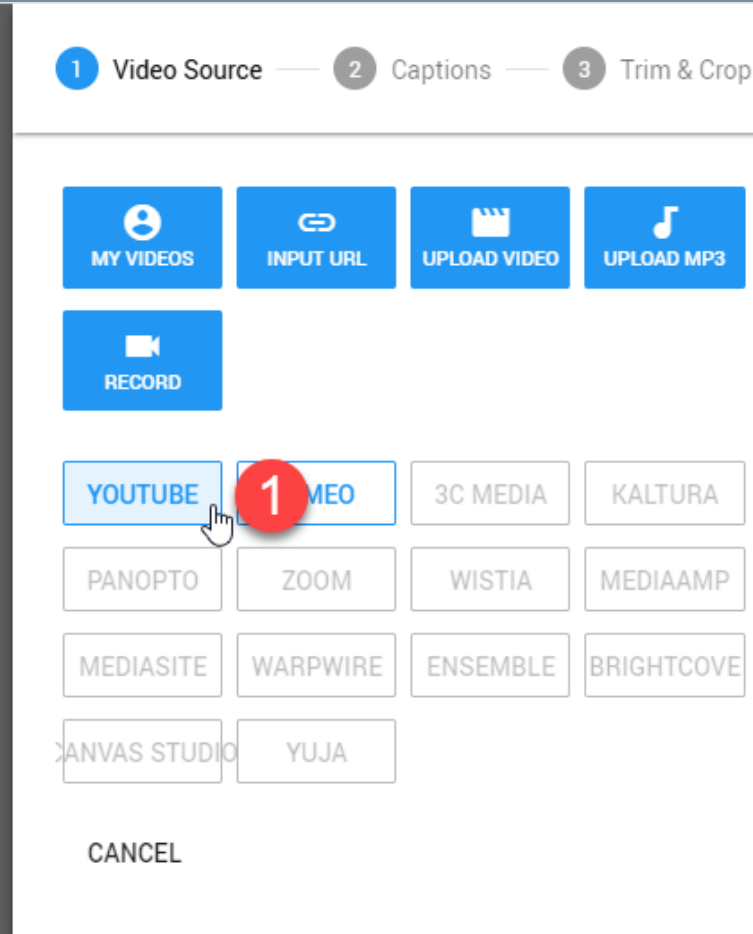 1 Video Source 2 Captions 3 Trim & Crop
MY VIDEOS INPUT URL UPLOAD VIDEO UPLOAD MP3
RECORD
YOUTUBE 1 MEO 3C MEDIA KALTURA
PANOPTO ZOOM WISTIA MEDIAAMP
MEDIASITE WARPWIRE ENSEMBLE BRIGHTCOVE
CANVAS STUDIO YUJA
CANCEL